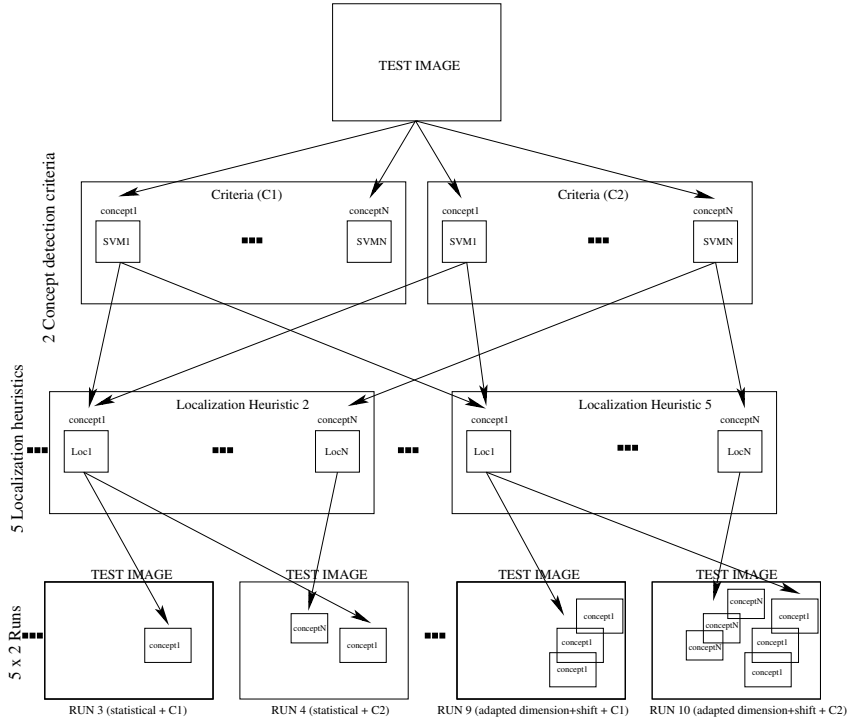 TEST IMAGE
2 Concept detection criteria
Criteria (C1)
concept1
conceptN
SVM1
SVMN
Criteria (C2)
concept1
conceptN
SVM1
SVMN
5 Localization heuristics
Localization Heuristic 2
concept1
conceptN
Loc1
LocN
Localization Heuristic 5
concept1
conceptN
Loc1
LocN
5 x 2 Runs
TEST IMAGE
concept1
RUN 3 (statistical + C1)
TEST IMAGE
conceptN
concept1
RUN 4 (statistical + C2)
TEST IMAGE
concept1
concept1
concept1
RUN 9 (adapted dimension+shift + C1)
TEST IMAGE
conceptN
concept1
conceptN
concept1
conceptN
concept1
RUN 10 (adapted dimension+shift + C2)